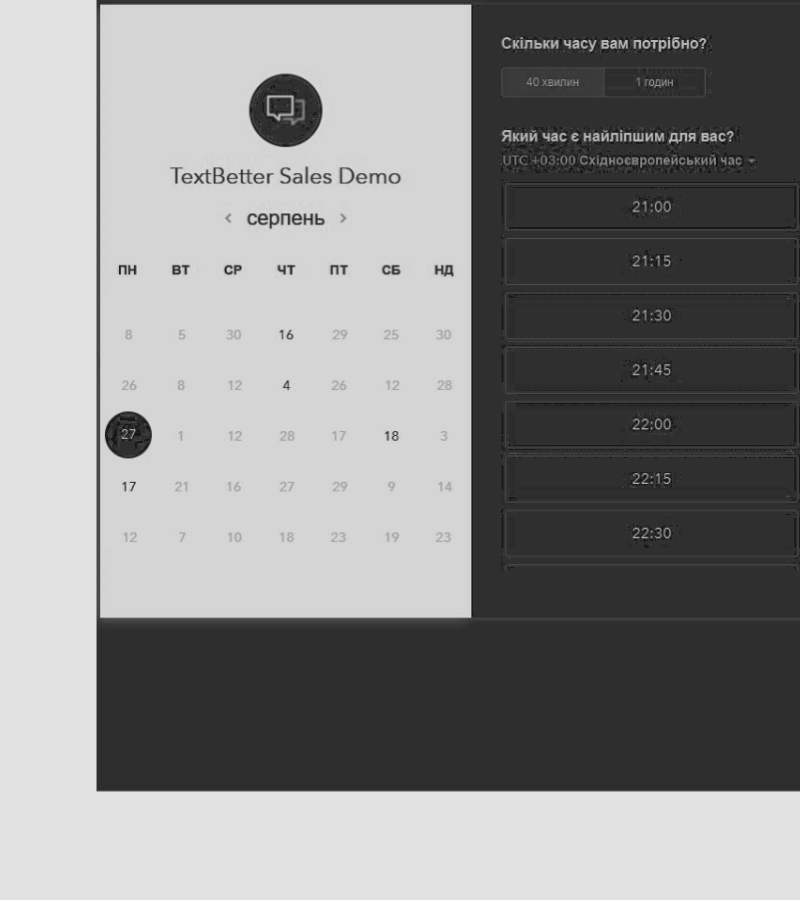 TextBetter Sales Demo
< серпень >
ПН ВТ СР ЧТ ПТ СБ НД
8 5 30 16 29 25 30
26 8 12 4 26 12 28
27 1 12 28 17 18 3
17 21 16 27 29 9 14
12 7 10 18 23 19 23
Скільки часу вам потрібно?
40 хвилин 1 годин
Який час є найліпшим для вас?
UTC +03:00 Східноєвропейський час
21:00
21:15
21:30
21:45
22:00
22:15
22:30